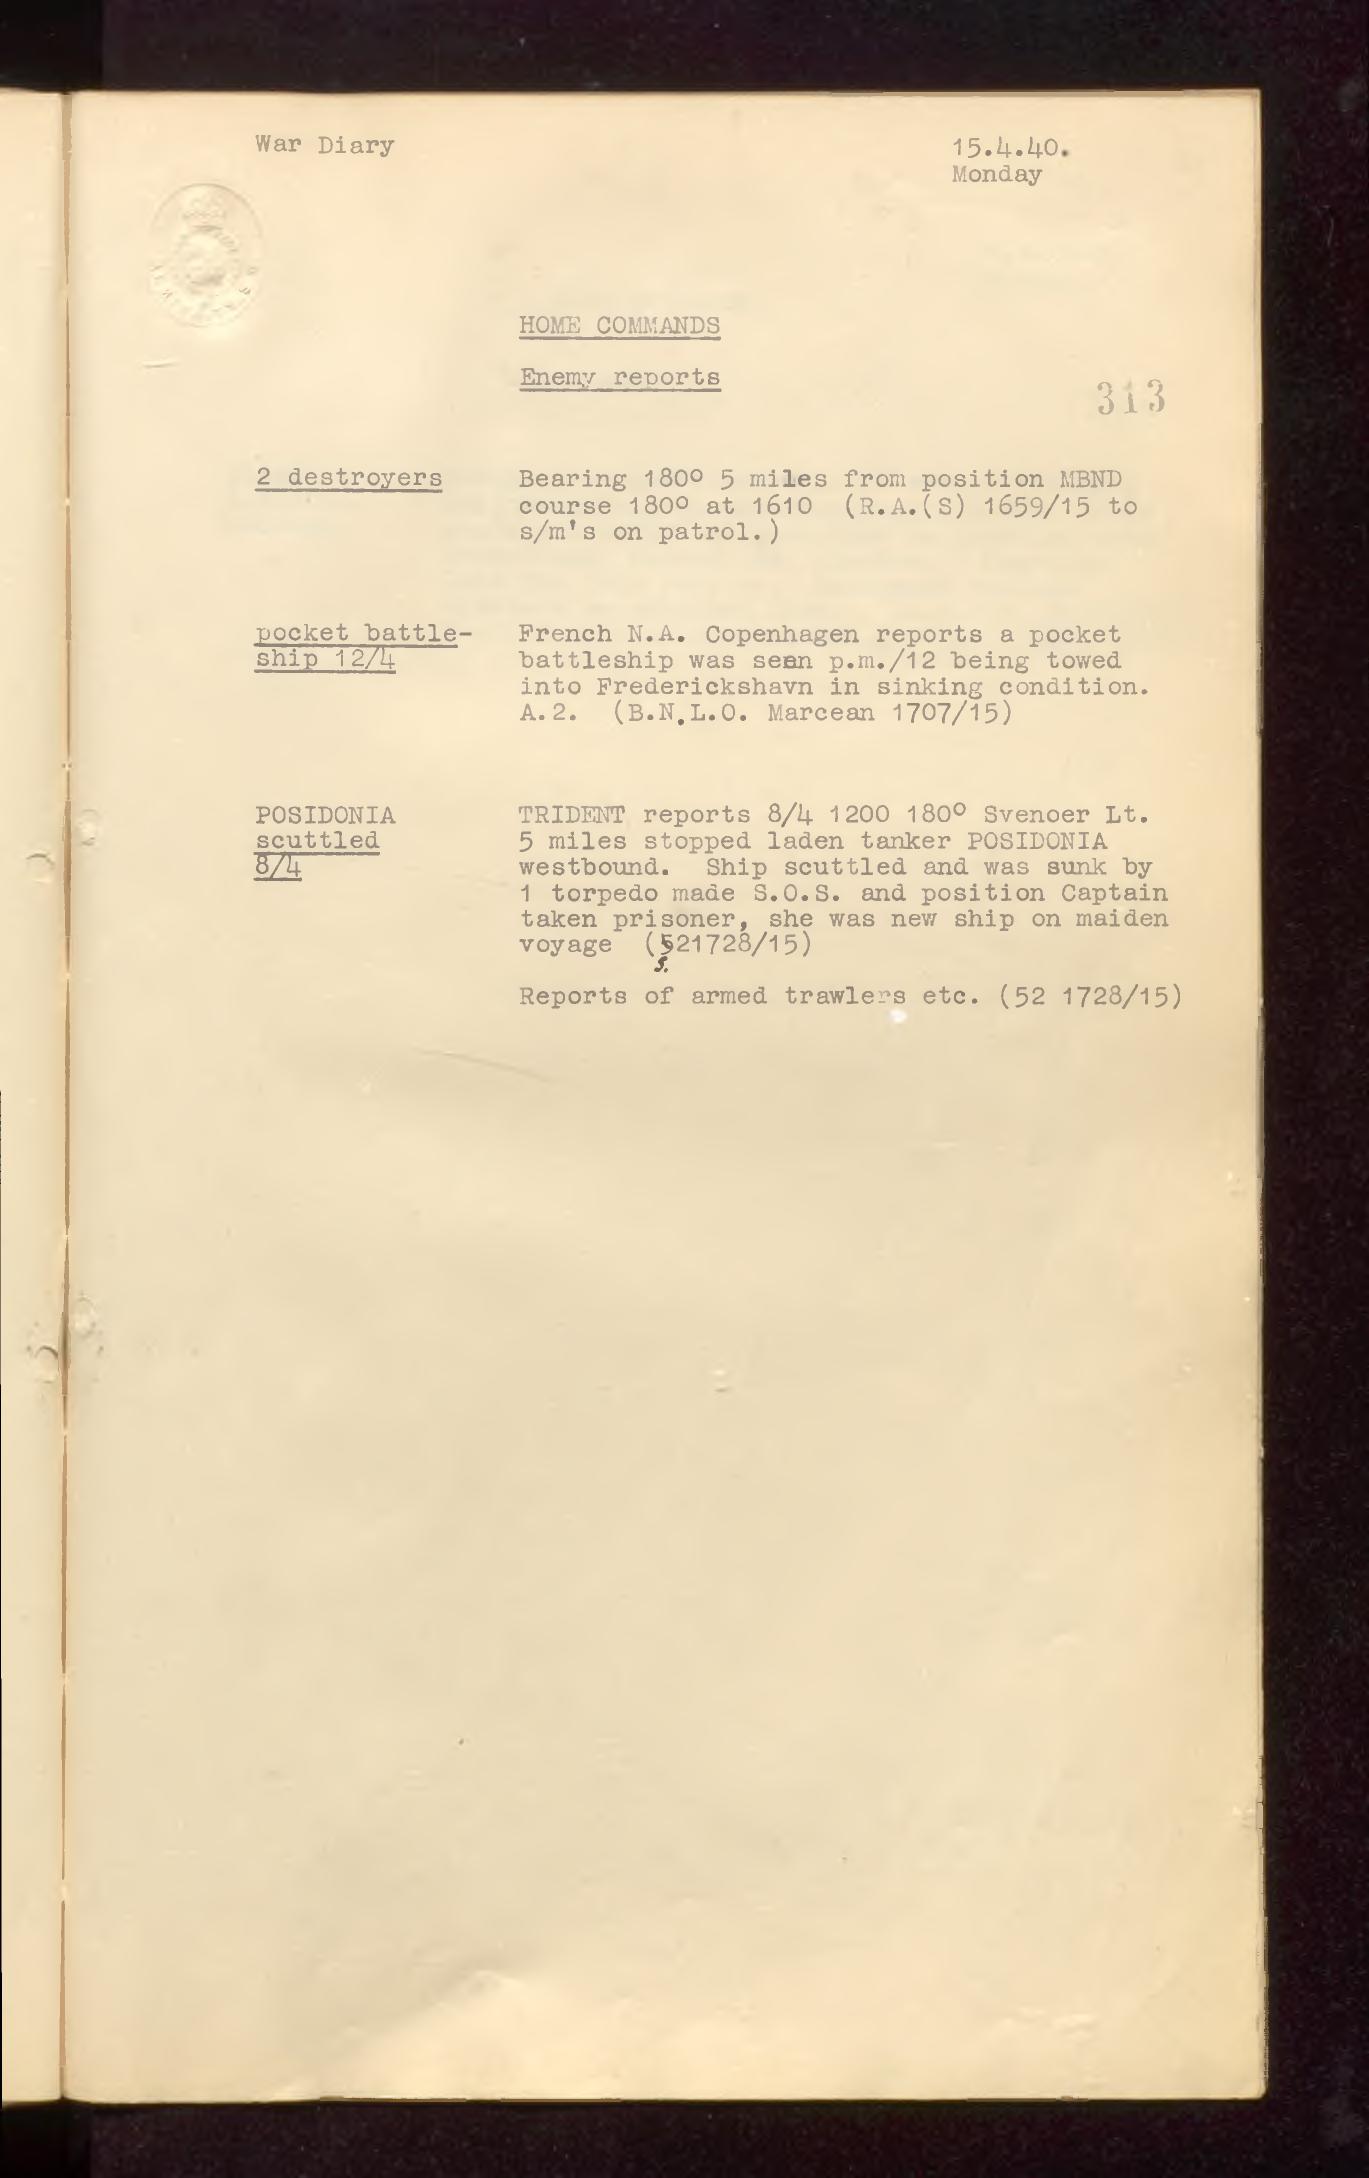 War Diary
15.4.40.
Monday
HOME COMMANDS
Enemy reports
313
2 destroyers
Bearing 180° 5 miles from position MBND
course 180° at 1610 (R.A.(S) 1659/15 to
s/m's on patrol.)
pocket battle-
ship 12/4
French N.A. Copenhagen reports a pocket
battleship was seen p.m./12 being towed
into Frederickshavn in sinking condition.
A.2. (B.N.L.O. Marcean 1707/15)
POSIDONIA
scuttled
8/4
TRIDENT reports 8/4 1200 180° Svenoer Lt.
5 miles stopped laden tanker POSIDONIA
westbound. Ship scuttled and was sunk by
1 torpedo made S.O.S. and position Captain
taken prisoner, she was new ship on maiden
voyage (521728/15)
S.
Reports of armed trawlers etc. (52 1728/15)